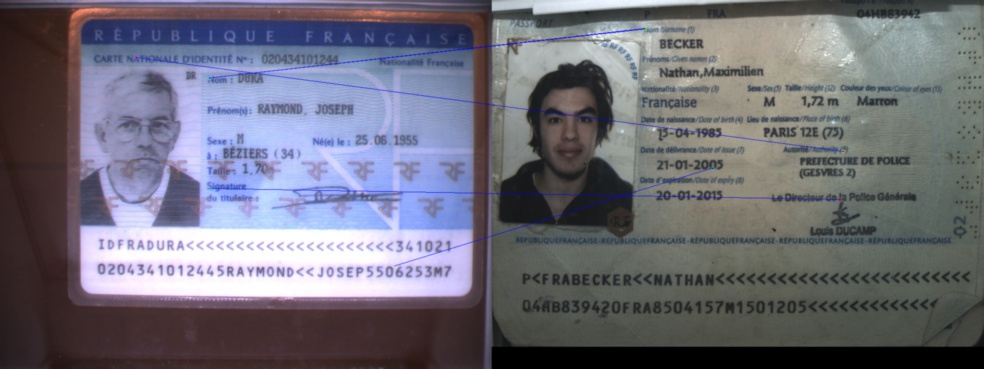 RÉPUBLIQUE FRANÇAISE
CARTE NATIONALE D'IDENTITÉ N° : 020434101244 Nationalité Française
BR
Nom : DURA
Prénom(s) : RAYMOND, JOSEPH
Sexe : M Né(e) le : 25.06.1955
à : BÉZIERS (34)
Taille : 1,70
Signature
du titulaire :
IDFRADURA<<<<<<<<<<<<<<<<<<<<<341021
0204341012445RAYMOND<<JOSEP5506253M7
PASSPORT P FRA 04HB83942
Nom/Surname (1)
BECKER
Prénoms/Given names (2)
Nathan,Maximilien
Nationalité/Nationality (3) Sexe/Sex(5) Taille/Height (12) Couleur des yeux/Colour of eyes (13)
Française M 1,72 m Marron
Date de naissance/Date of birth (4) Lieu de naissance/Place of birth (6)
15-04-1985 PARIS 12E (75)
Date de délivrance/Date of issue (7) Autorité/Authority (9)
21-01-2005 PREFECTURE DE POLICE
(GESVRES 2)
Date d'expiration/Date of expiry (8)
20-01-2015 Le Directeur de la Police Générale
Louis DUCAMP
RÉPUBLIQUEFRANÇAISE-RÉPUBLIQUEFRANÇAISE-RÉPUBLIQUEFRANÇAISE-RÉPUBLIQUEFRANÇAISE-RÉPUBLIQUEFRANÇAISE
P<FRABECKER<<NATHAN<<<<<<<<<<<<<<<<<<<<<<<<<
04HB839420FRA8504157M1501205<<<<<<<<<<<<<<